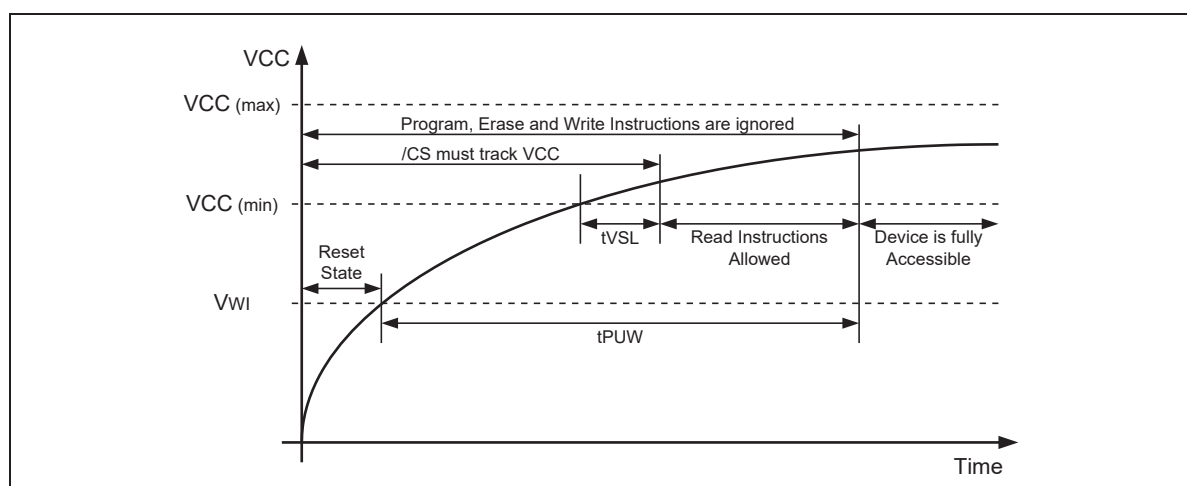 VCC
VCC (max)
Program, Erase and Write Instructions are ignored
/CS must track VCC
VCC (min)
tVSL
Read Instructions
Allowed
Device is fully
Accessible
Reset
State
VWI
tPUW
Time